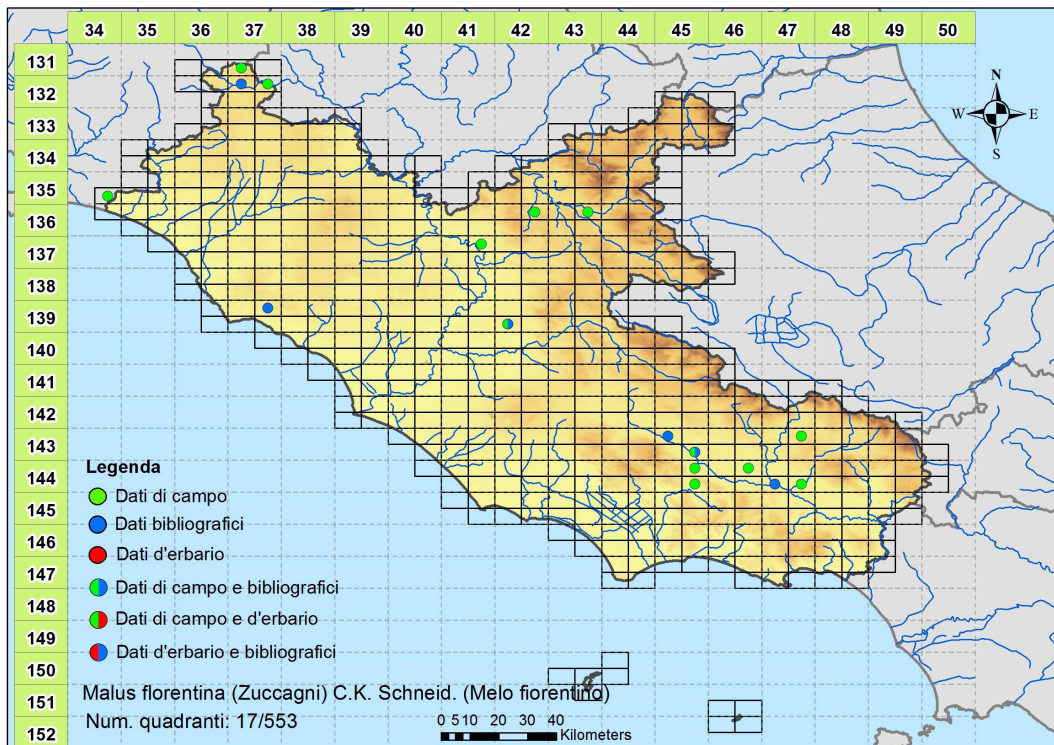 34 35 36 37 38 39 40 41 42 43 44 45 46 47 48 49 50
131
132
133
134
135
136
137
138
139
140
141
142
143
144
145
146
147
148
149
150
151
152
N
W E
S
Legenda
Dati di campo
Dati bibliografici
Dati d'erbario
Dati di campo e bibliografici
Dati di campo e d'erbario
Dati d'erbario e bibliografici
Malus florentina (Zuccagni) C.K. Schneid. (Melo fiorentino)
Num. quadranti: 17/553
0 5 10 20 30 40
Kilometers